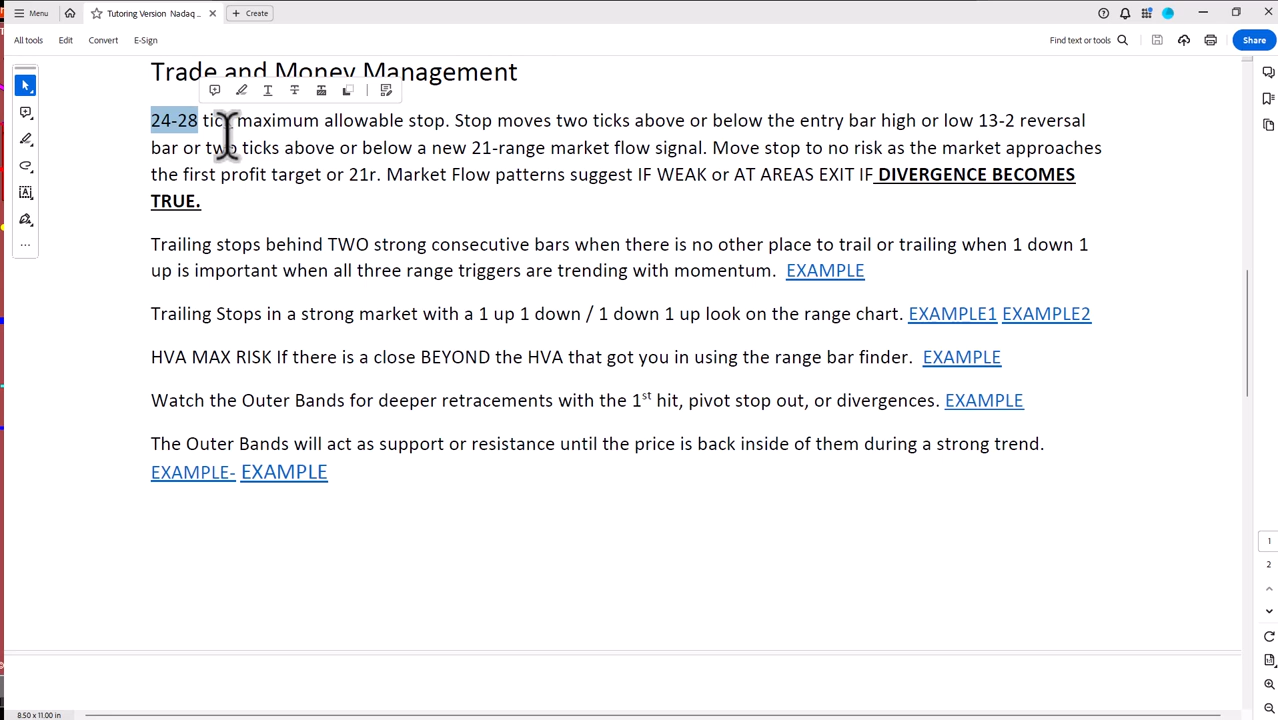 Menu
Tutoring Version Nadaq ...
Create
All tools Edit Convert E-Sign
Find text or tools
Share
Trade and Money Management
24-28 tick maximum allowable stop. Stop moves two ticks above or below the entry bar high or low 13-2 reversal
bar or two ticks above or below a new 21-range market flow signal. Move stop to no risk as the market approaches
the first profit target or 21r. Market Flow patterns suggest IF WEAK or AT AREAS EXIT IF DIVERGENCE BECOMES
TRUE.
Trailing stops behind TWO strong consecutive bars when there is no other place to trail or trailing when 1 down 1
up is important when all three range triggers are trending with momentum. EXAMPLE
Trailing Stops in a strong market with a 1 up 1 down / 1 down 1 up look on the range chart. EXAMPLE1 EXAMPLE2
HVA MAX RISK If there is a close BEYOND the HVA that got you in using the range bar finder. EXAMPLE
Watch the Outer Bands for deeper retracements with the 1st hit, pivot stop out, or divergences. EXAMPLE
The Outer Bands will act as support or resistance until the price is back inside of them during a strong trend.
EXAMPLE- EXAMPLE
1
2
8.50 x 11.00 in